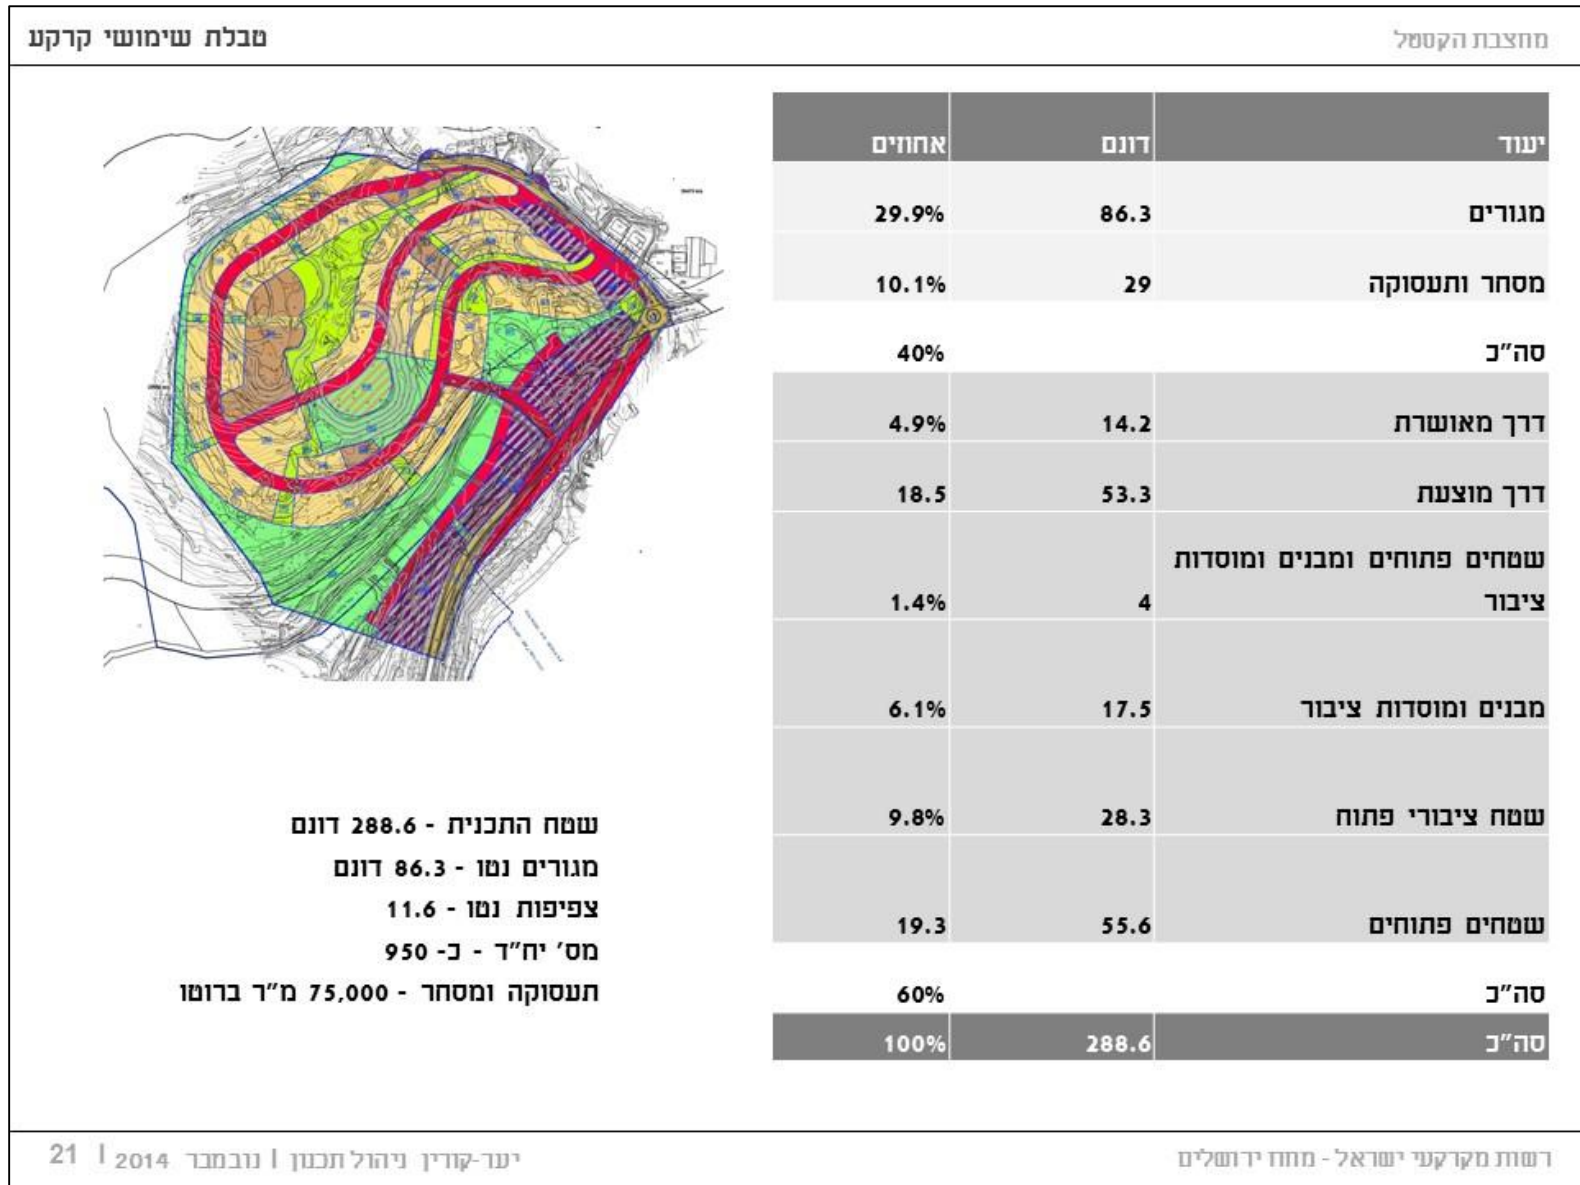 מחצבת הקסטל
טבלת שימושי קרקע
יעוד דונם אחוזים
מגורים 86.3 29.9%
מסחר ותעסוקה 29 10.1%
סה"כ 40%
דרך מאושרת 14.2 4.9%
דרך מוצעת 53.3 18.5
שטחים פתוחים ומבנים ומוסדות
ציבור 4 1.4%
מבנים ומוסדות ציבור 17.5 6.1%
שטח ציבורי פתוח 28.3 9.8%
שטחים פתוחים 55.6 19.3
סה"כ 60%
סה"כ 288.6 100%
שטח התכנית - 288.6 דונם
מגורים נטו - 86.3 דונם
צפיפות נטו - 11.6
מס' יח"ד - כ- 950
תעסוקה ומסחר - 75,000 מ"ר ברוטו
רשות מקרקעי ישראל - מחוז ירושלים
יער-קורין ניהול תכנון | נובמבר 2014 | 21